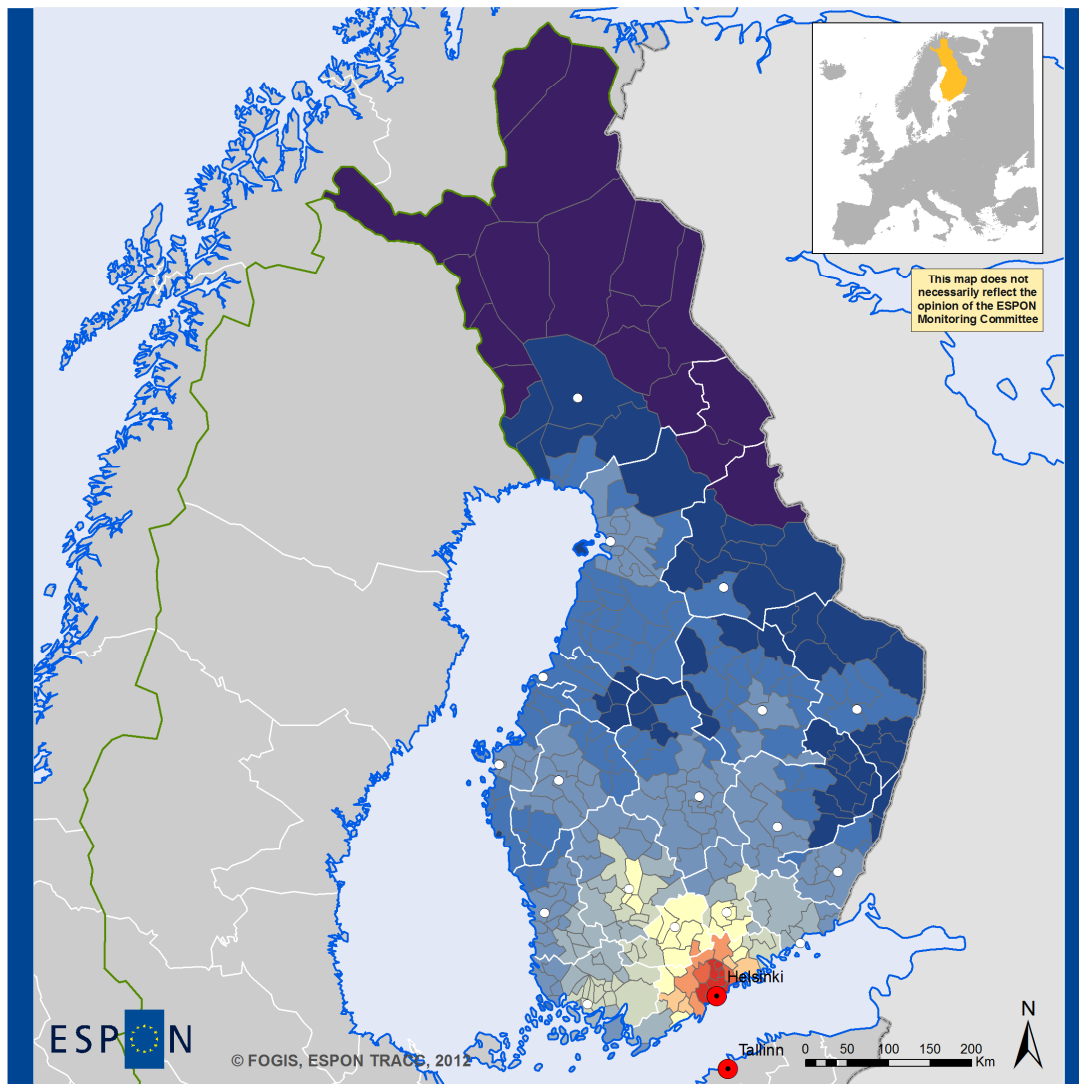 This map does not
necessarily reflect the
opinion of the ESPON
Monitoring Committee
Helsinki
Tallinn
N
0 50 100 150 200
Km
ESPON
© FOGIS, ESPON TRACC, 2012